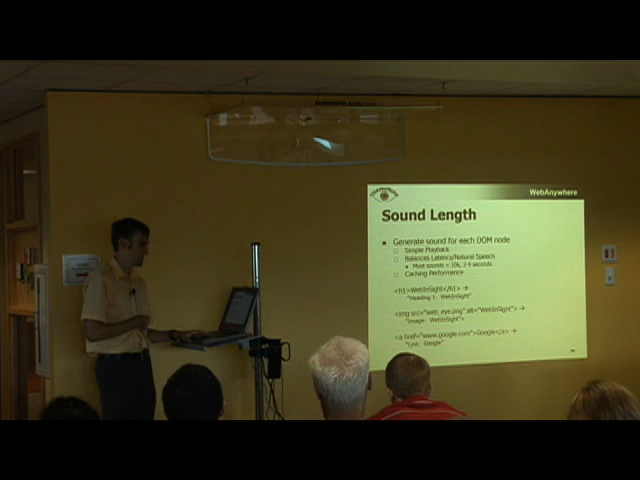 WebAnywhere
Sound Length
Generate sound for each DOM node
Simple Playback
Balances Latency/Natural Speech
Most sounds < 10k, 2-9 seconds
Caching Performance
<h1>WebInSight</h1> →
"Heading 1: WebInSight"
<img src="web_eye.png" alt="WebInSight"> →
"Image: WebInSight">
<a href="www.google.com">Google</a> →
"Link: Google"